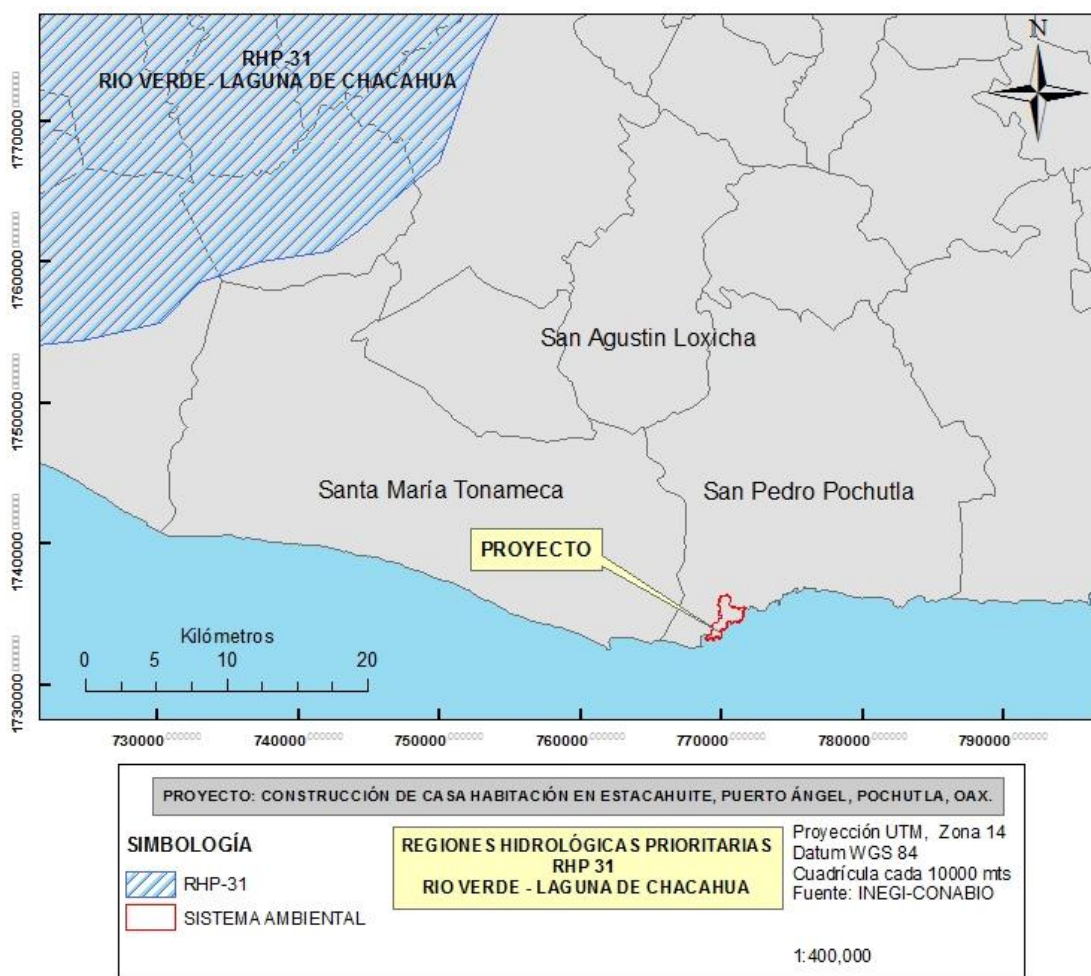 RHP-31
RIO VERDE - LAGUNA DE CHACAHUA
N
1770000
1760000
1750000
1740000
1730000
San Agustin Loxicha
Santa María Tonameca
San Pedro Pochutla
PROYECTO
Kilómetros
0 5 10 20
730000 740000 750000 760000 770000 780000 790000
PROYECTO: CONSTRUCCIÓN DE CASA HABITACIÓN EN ESTACAHUITE, PUERTO ÁNGEL, POCHUTLA, OAX.
SIMBOLOGÍA
RHP-31
SISTEMA AMBIENTAL
REGIONES HIDROLÓGICAS PRIORITARIAS
RHP 31
RIO VERDE - LAGUNA DE CHACAHUA
Proyección UTM, Zona 14
Datum WGS 84
Cuadrícula cada 10000 mts
Fuente: INEGI-CONABIO
1:400,000